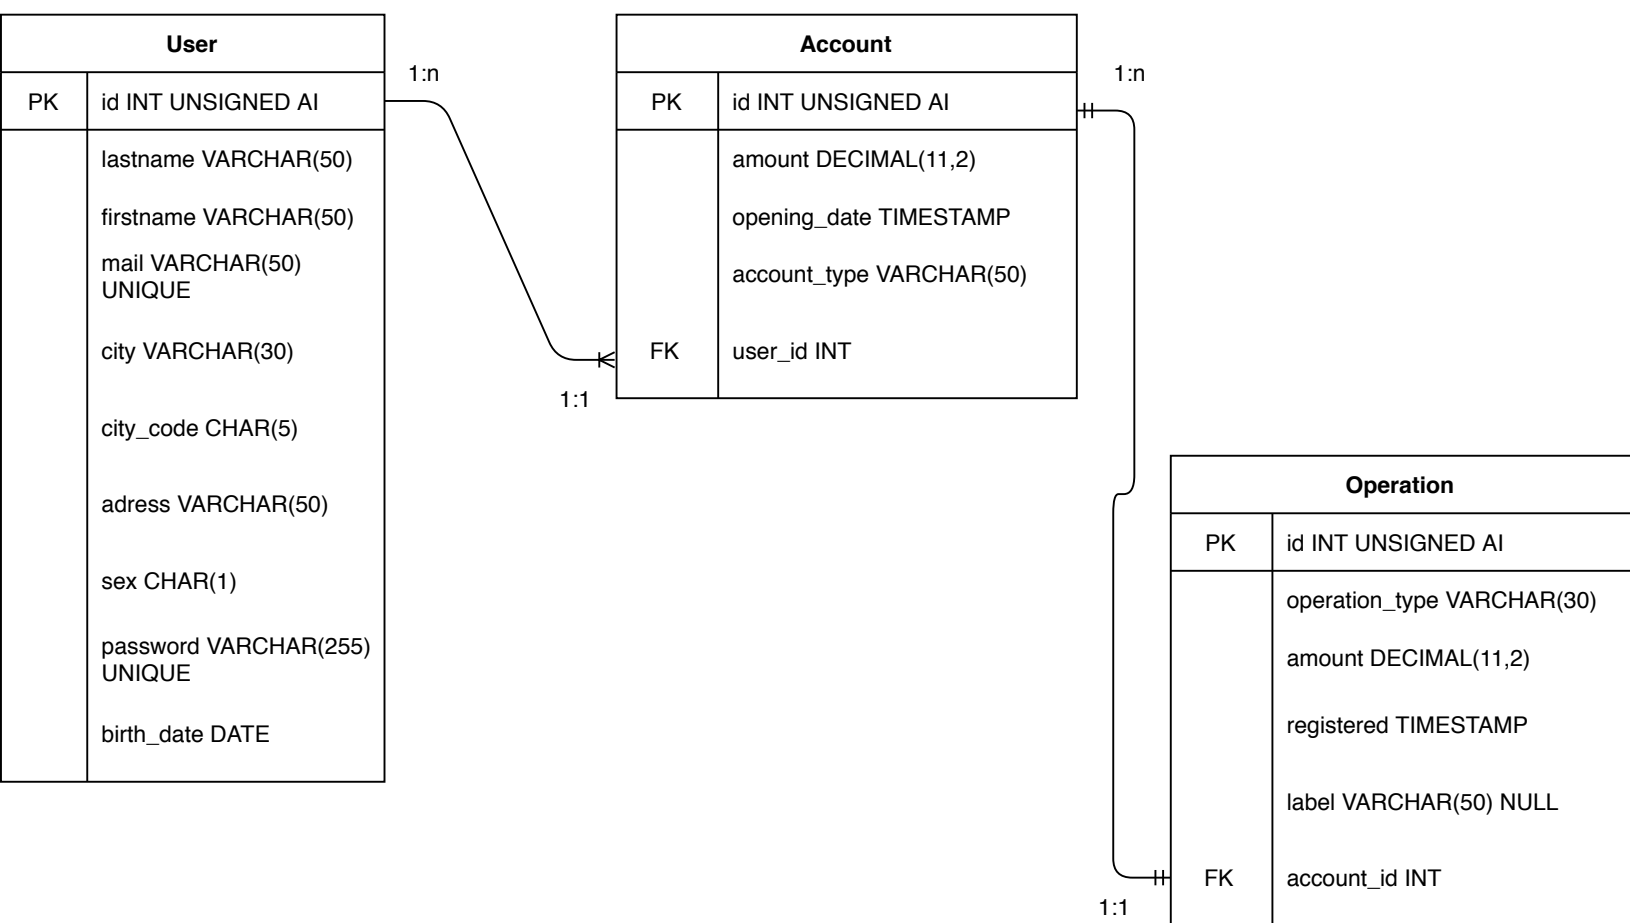 User
PK id INT UNSIGNED AI
lastname VARCHAR(50)
firstname VARCHAR(50)
mail VARCHAR(50)
UNIQUE
city VARCHAR(30)
city_code CHAR(5)
adress VARCHAR(50)
sex CHAR(1)
password VARCHAR(255)
UNIQUE
birth_date DATE
1:n
1:1
Account
PK id INT UNSIGNED AI
amount DECIMAL(11,2)
opening_date TIMESTAMP
account_type VARCHAR(50)
FK user_id INT
1:n
1:1
Operation
PK id INT UNSIGNED AI
operation_type VARCHAR(30)
amount DECIMAL(11,2)
registered TIMESTAMP
label VARCHAR(50) NULL
FK account_id INT